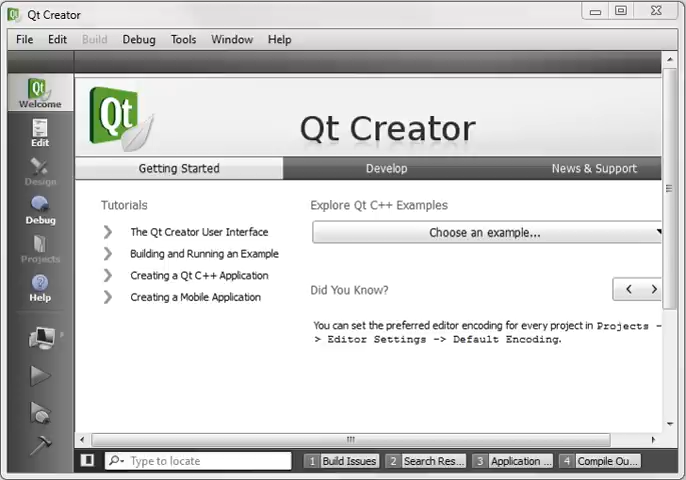 Qt Creator
File Edit Build Debug Tools Window Help
Qt
Welcome
Edit
Design
Debug
Projects
Help
Qt
Qt Creator
Getting Started
Develop
News & Support
Tutorials
The Qt Creator User Interface
Building and Running an Example
Creating a Qt C++ Application
Creating a Mobile Application
Explore Qt C++ Examples
Choose an example...
Did You Know?
You can set the preferred editor encoding for every project in Projects -
> Editor Settings -> Default Encoding.
Type to locate
1 Build Issues
2 Search Res...
3 Application ...
4 Compile Ou...